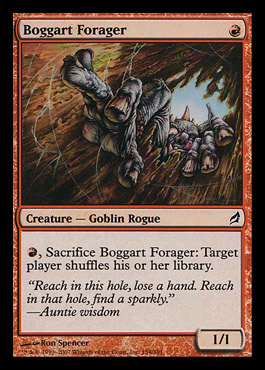 Boggart Forager
Creature — Goblin Rogue
, Sacrifice Boggart Forager: Target
player shuffles his or her library.
"Reach in this hole, lose a hand. Reach
in that hole, find a sparkly."
—Auntie wisdom
Ron Spencer
1/1